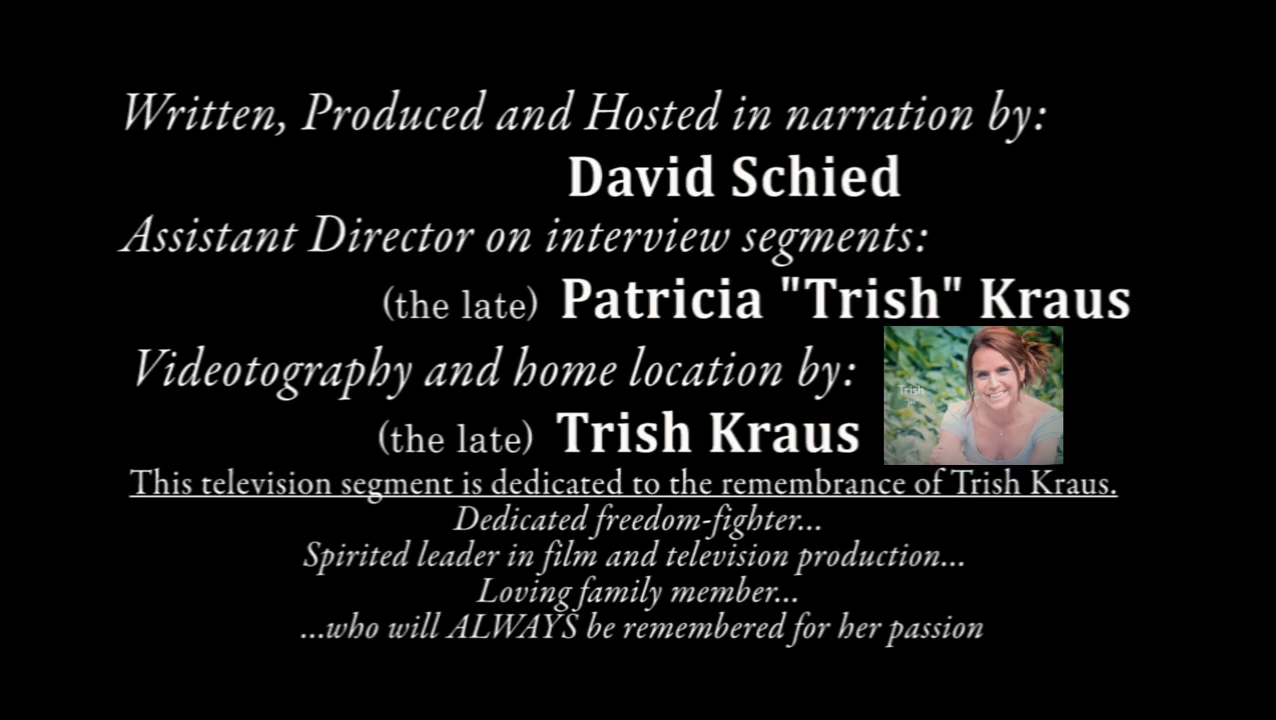 Written, Produced and Hosted in narration by:
David Schied
Assistant Director on interview segments:
(the late) Patricia "Trish" Kraus
Videotography and home location by:
Trish
(the late) Trish Kraus
This television segment is dedicated to the remembrance of Trish Kraus.
Dedicated freedom-fighter...
Spirited leader in film and television production...
Loving family member...
...who will ALWAYS be remembered for her passion